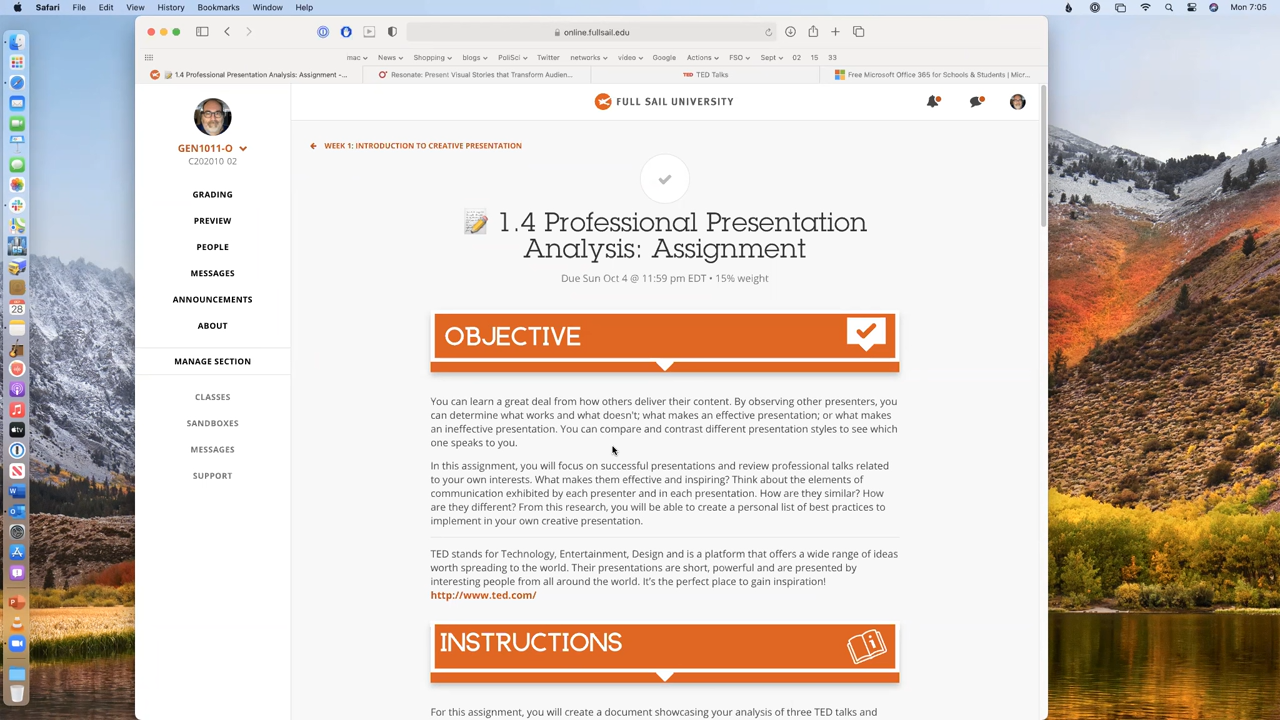 Safari File Edit View History Bookmarks Window Help Mon 7:05
online.fullsail.edu
mac News Shopping blogs PoliSci Twitter networks video Google Actions FSO Sept 02 15 33
1.4 Professional Presentation Analysis: Assignment -... Resonate: Present Visual Stories that Transform Audien... TED TED Talks Free Microsoft Office 365 for Schools & Students | Micr...
FULL SAIL UNIVERSITY
GEN1011-O
C202010 02
GRADING
PREVIEW
PEOPLE
MESSAGES
ANNOUNCEMENTS
ABOUT
MANAGE SECTION
CLASSES
SANDBOXES
MESSAGES
SUPPORT
28
WEEK 1: INTRODUCTION TO CREATIVE PRESENTATION
1.4 Professional Presentation
Analysis: Assignment
Due Sun Oct 4 @ 11:59 pm EDT • 15% weight
OBJECTIVE
You can learn a great deal from how others deliver their content. By observing other presenters, you
can determine what works and what doesn't; what makes an effective presentation; or what makes
an ineffective presentation. You can compare and contrast different presentation styles to see which
one speaks to you.
In this assignment, you will focus on successful presentations and review professional talks related
to your own interests. What makes them effective and inspiring? Think about the elements of
communication exhibited by each presenter and in each presentation. How are they similar? How
are they different? From this research, you will be able to create a personal list of best practices to
implement in your own creative presentation.
TED stands for Technology, Entertainment, Design and is a platform that offers a wide range of ideas
worth spreading to the world. Their presentations are short, powerful and are presented by
interesting people from all around the world. It's the perfect place to gain inspiration!
http://www.ted.com/
INSTRUCTIONS
For this assignment, you will create a document showcasing your analysis of three TED talks and